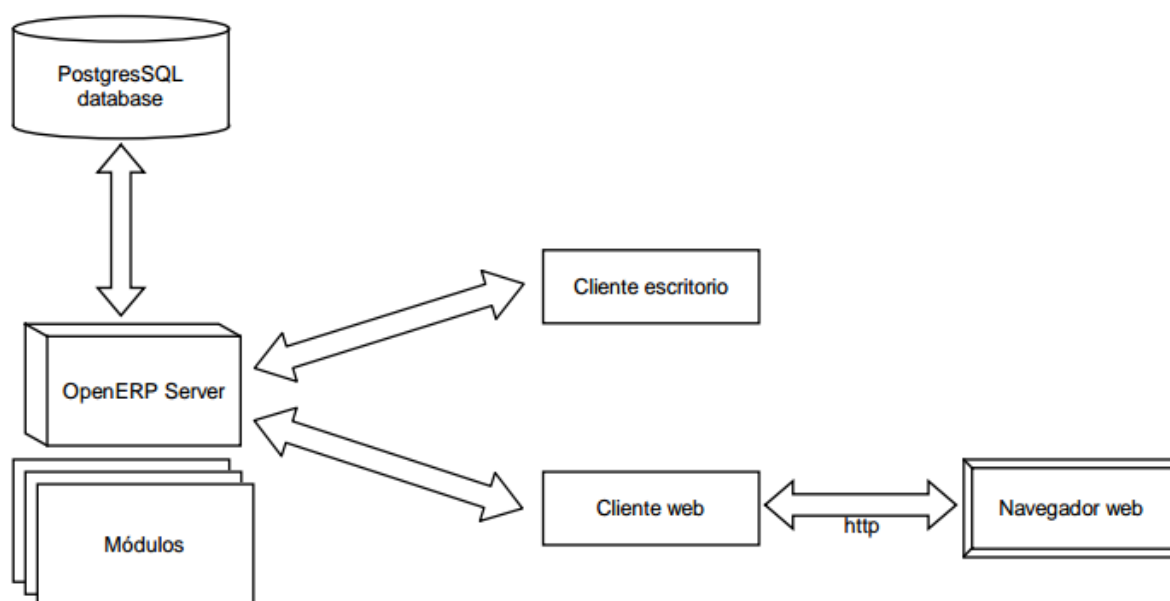 PostgresSQL
database
Cliente escritorio
OpenERP Server
Cliente web
http
Navegador web
Módulos